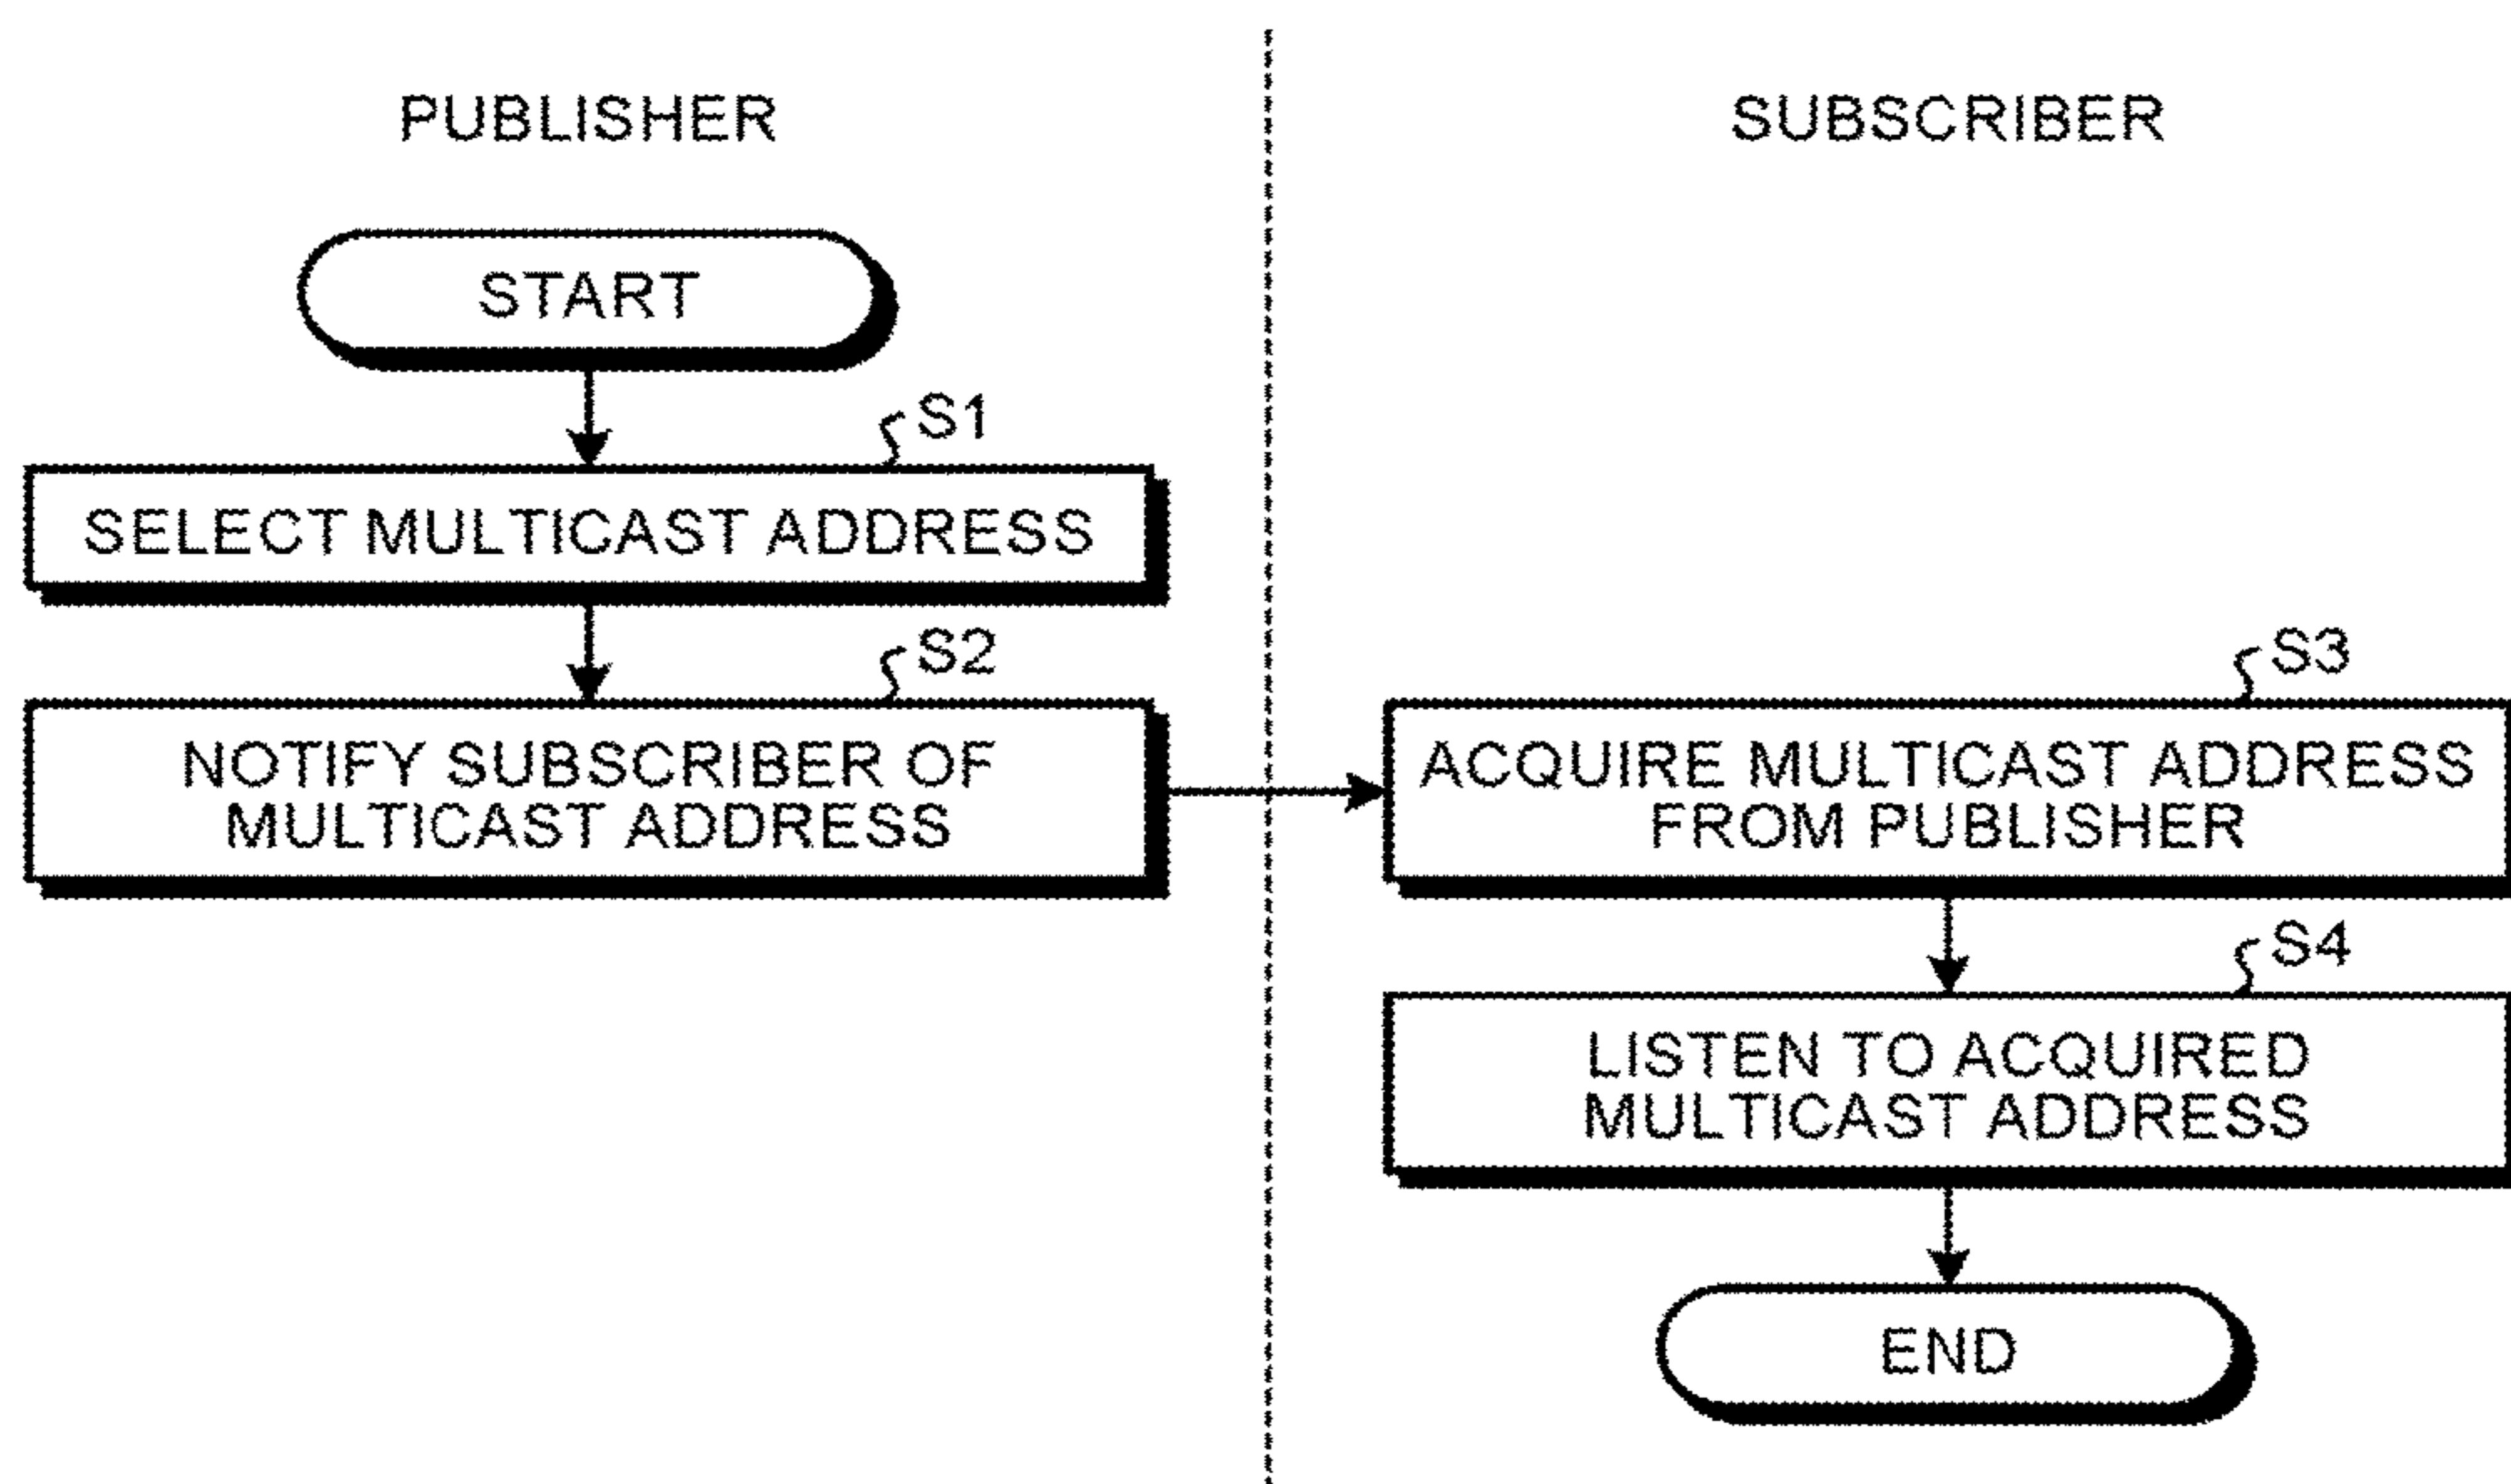 PUBLISHER
SUBSCRIBER
START
S1
SELECT MULTICAST ADDRESS
S2
NOTIFY SUBSCRIBER OF
MULTICAST ADDRESS
S3
ACQUIRE MULTICAST ADDRESS
FROM PUBLISHER
S4
LISTEN TO ACQUIRED
MULTICAST ADDRESS
END